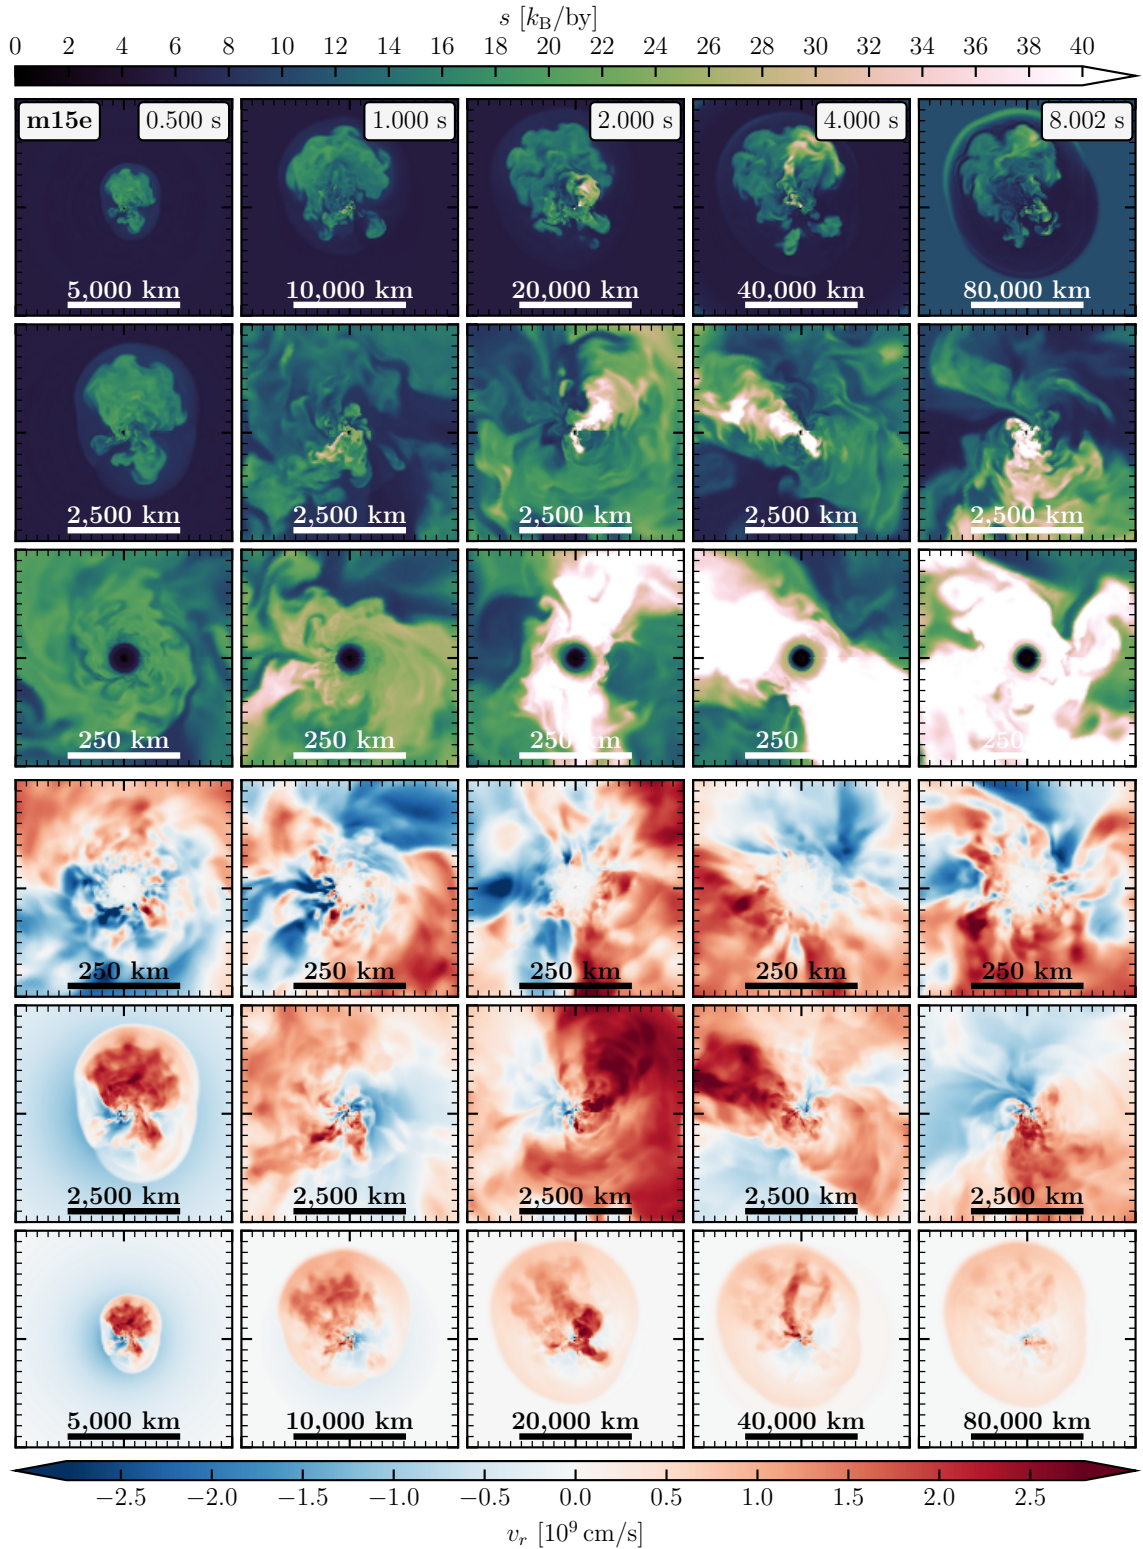 s [k_B/by]
0 2 4 6 8 10 12 14 16 18 20 22 24 26 28 30 32 34 36 38 40
m15e 0.500 s 1.000 s 2.000 s 4.000 s 8.002 s
5,000 km 10,000 km 20,000 km 40,000 km 80,000 km
2,500 km 2,500 km 2,500 km 2,500 km 2,500 km
250 km 250 km 250 km 250 250
250 km 250 km 250 km 250 km 250 km
2,500 km 2,500 km 2,500 km 2,500 km 2,500 km
5,000 km 10,000 km 20,000 km 40,000 km 80,000 km
−2.5 −2.0 −1.5 −1.0 −0.5 0.0 0.5 1.0 1.5 2.0 2.5
v_r [10⁹ cm/s]